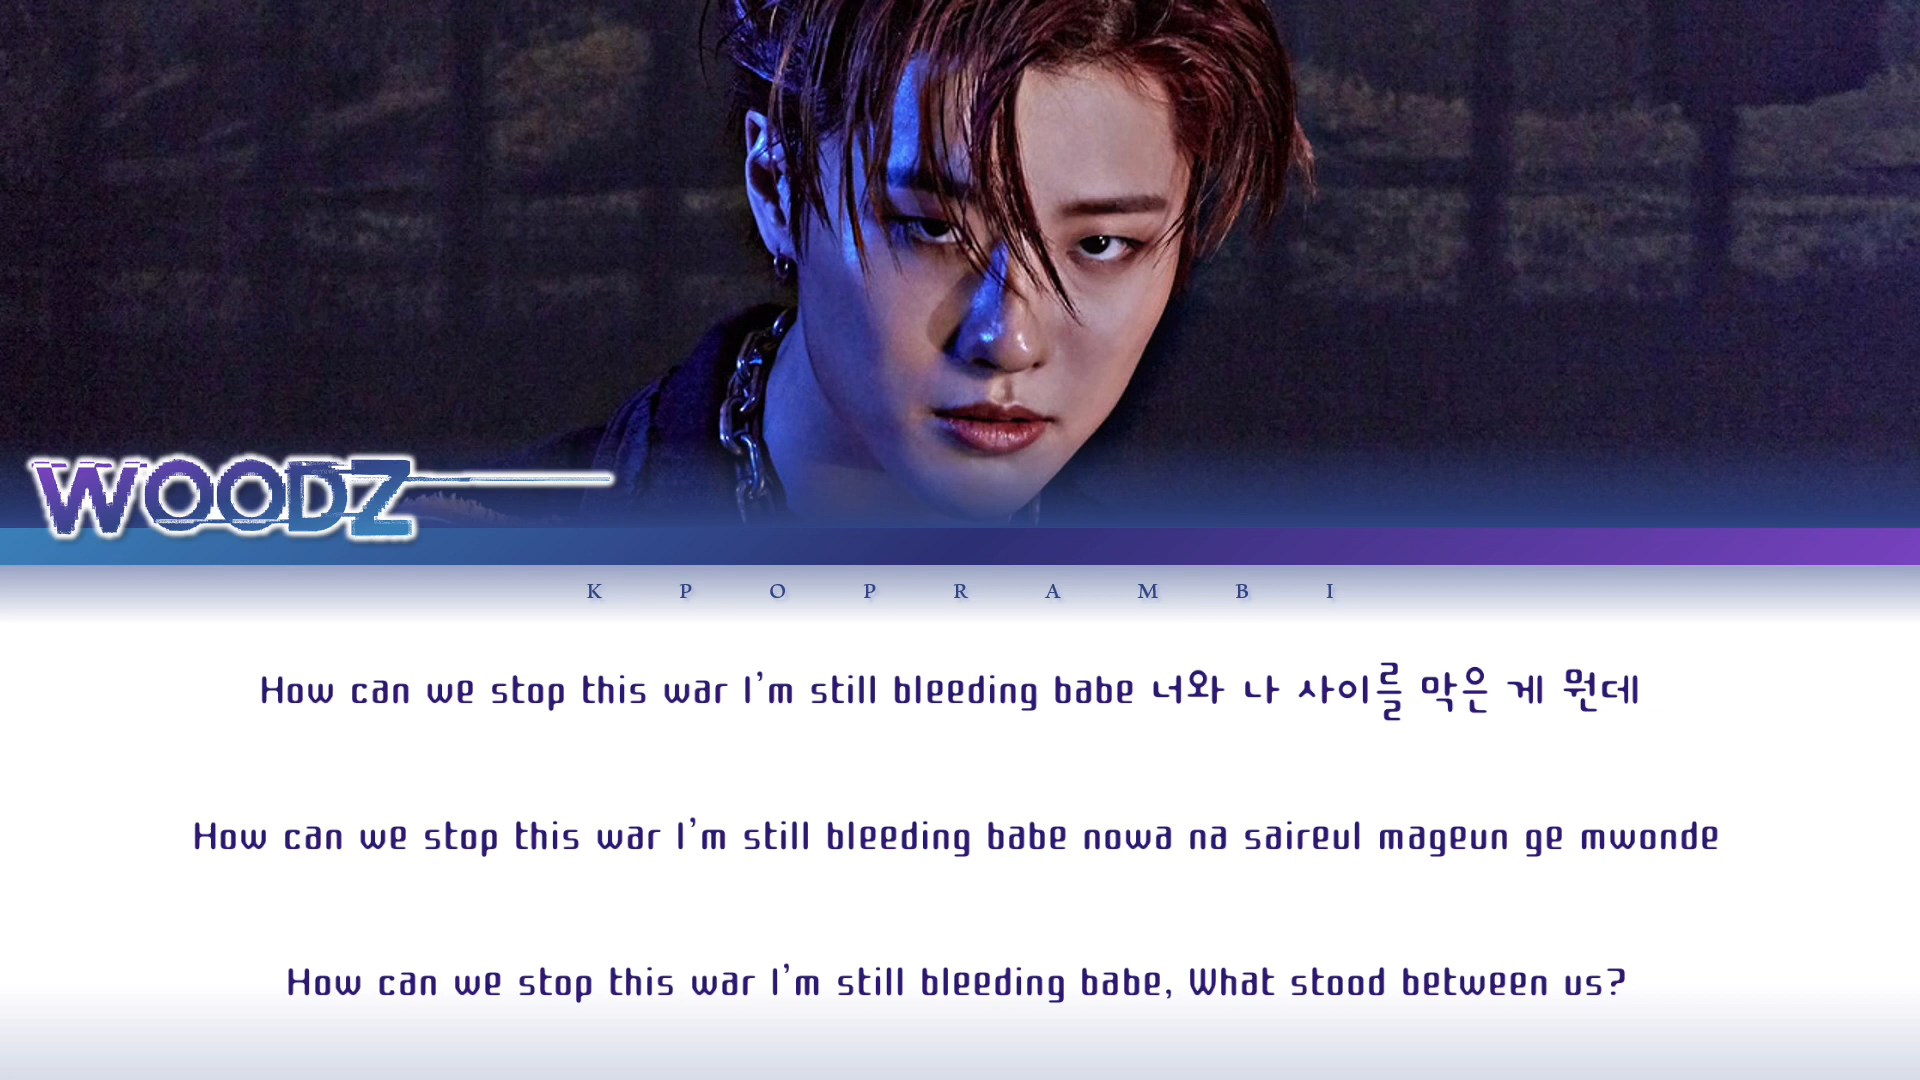 WOODZ
K P O P R A M B I
How can we stop this war I'm still bleeding babe 너와 나 사이를 막은 게 뭔데
How can we stop this war I'm still bleeding babe nowa na saireul mageun ge mwonde
How can we stop this war I'm still bleeding babe, What stood between us?